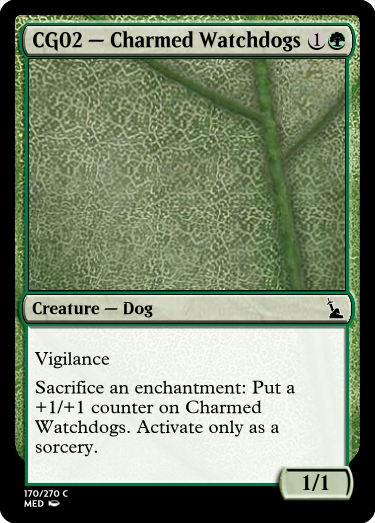 CG02 — Charmed Watchdogs 1
Creature — Dog
Vigilance
Sacrifice an enchantment: Put a
+1/+1 counter on Charmed
Watchdogs. Activate only as a
sorcery.
1/1
170/270 C
MED